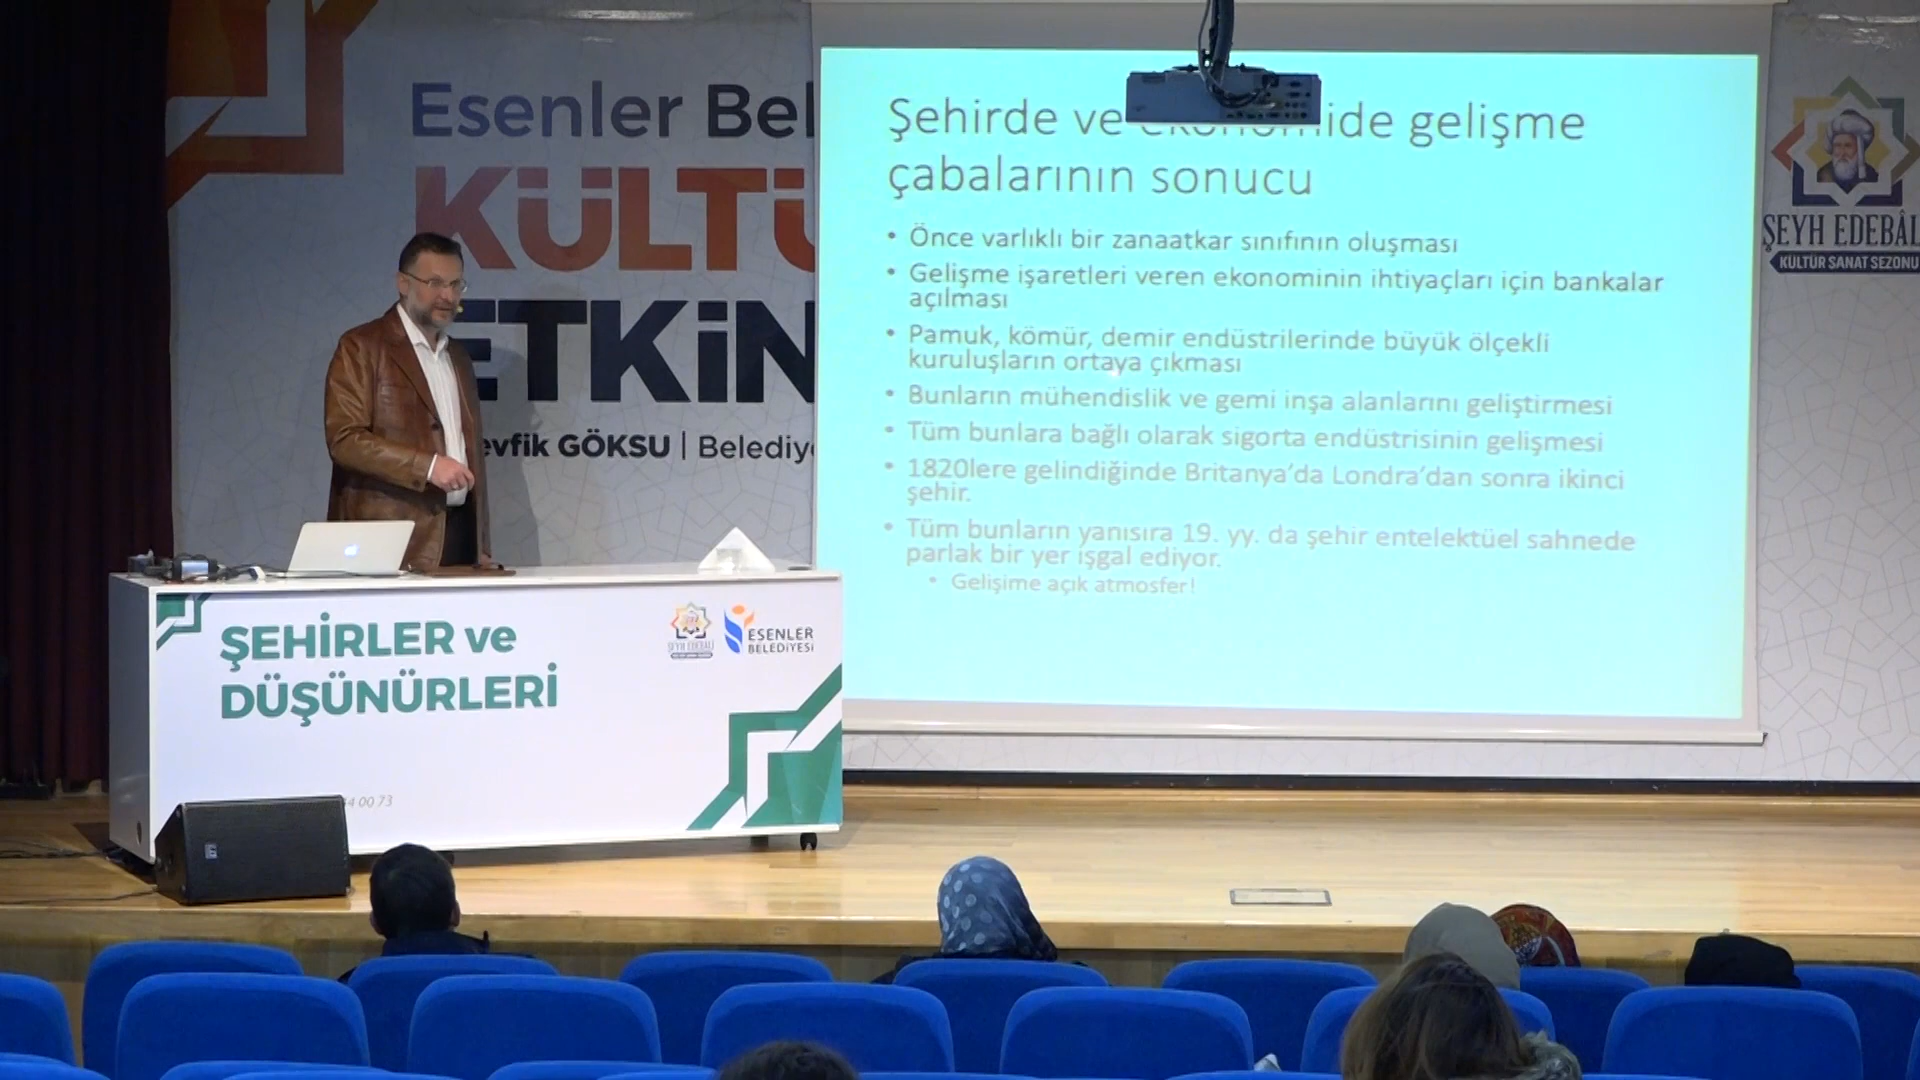 Esenler Bel
KÜLTÜ
ETKİN
evfik GÖKSU | Belediye
Şehirde ve ekonomide gelişme
çabalarının sonucu
• Önce varlıklı bir zanaatkar sınıfının oluşması
• Gelişme işaretleri veren ekonominin ihtiyaçları için bankalar
açılması
• Pamuk, kömür, demir endüstrilerinde büyük ölçekli
kuruluşların ortaya çıkması
• Bunların mühendislik ve gemi inşa alanlarını geliştirmesi
• Tüm bunlara bağlı olarak sigorta endüstrisinin gelişmesi
• 1820lere gelindiğinde Britanya'da Londra'dan sonra ikinci
şehir.
• Tüm bunların yanısıra 19. yy. da şehir entelektüel sahnede
parlak bir yer işgal ediyor.
• Gelişime açık atmosfer!
ŞEYH EDEBÂL
KÜLTÜR SANAT SEZONU
ŞEHİRLER ve
DÜŞÜNÜRLERİ
ŞEYH EDEBALİ
ESENLER
BELEDİYESİ
44 00 73